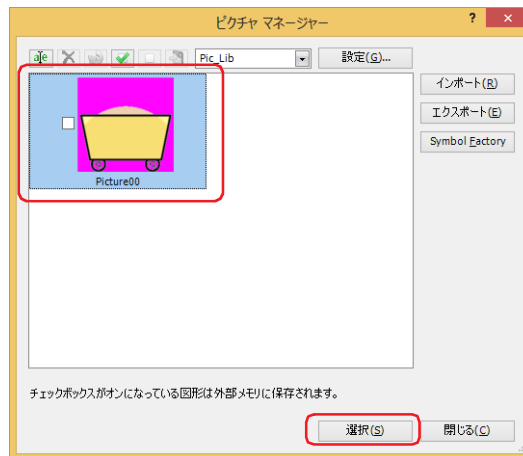 ピクチャ マネージャー
? ×
a|e Pic_Lib 設定(G)...
インポート(R)
エクスポート(E)
Symbol Factory
Picture00
チェックボックスがオンになっている図形は外部メモリに保存されます。
選択(S) 閉じる(C)